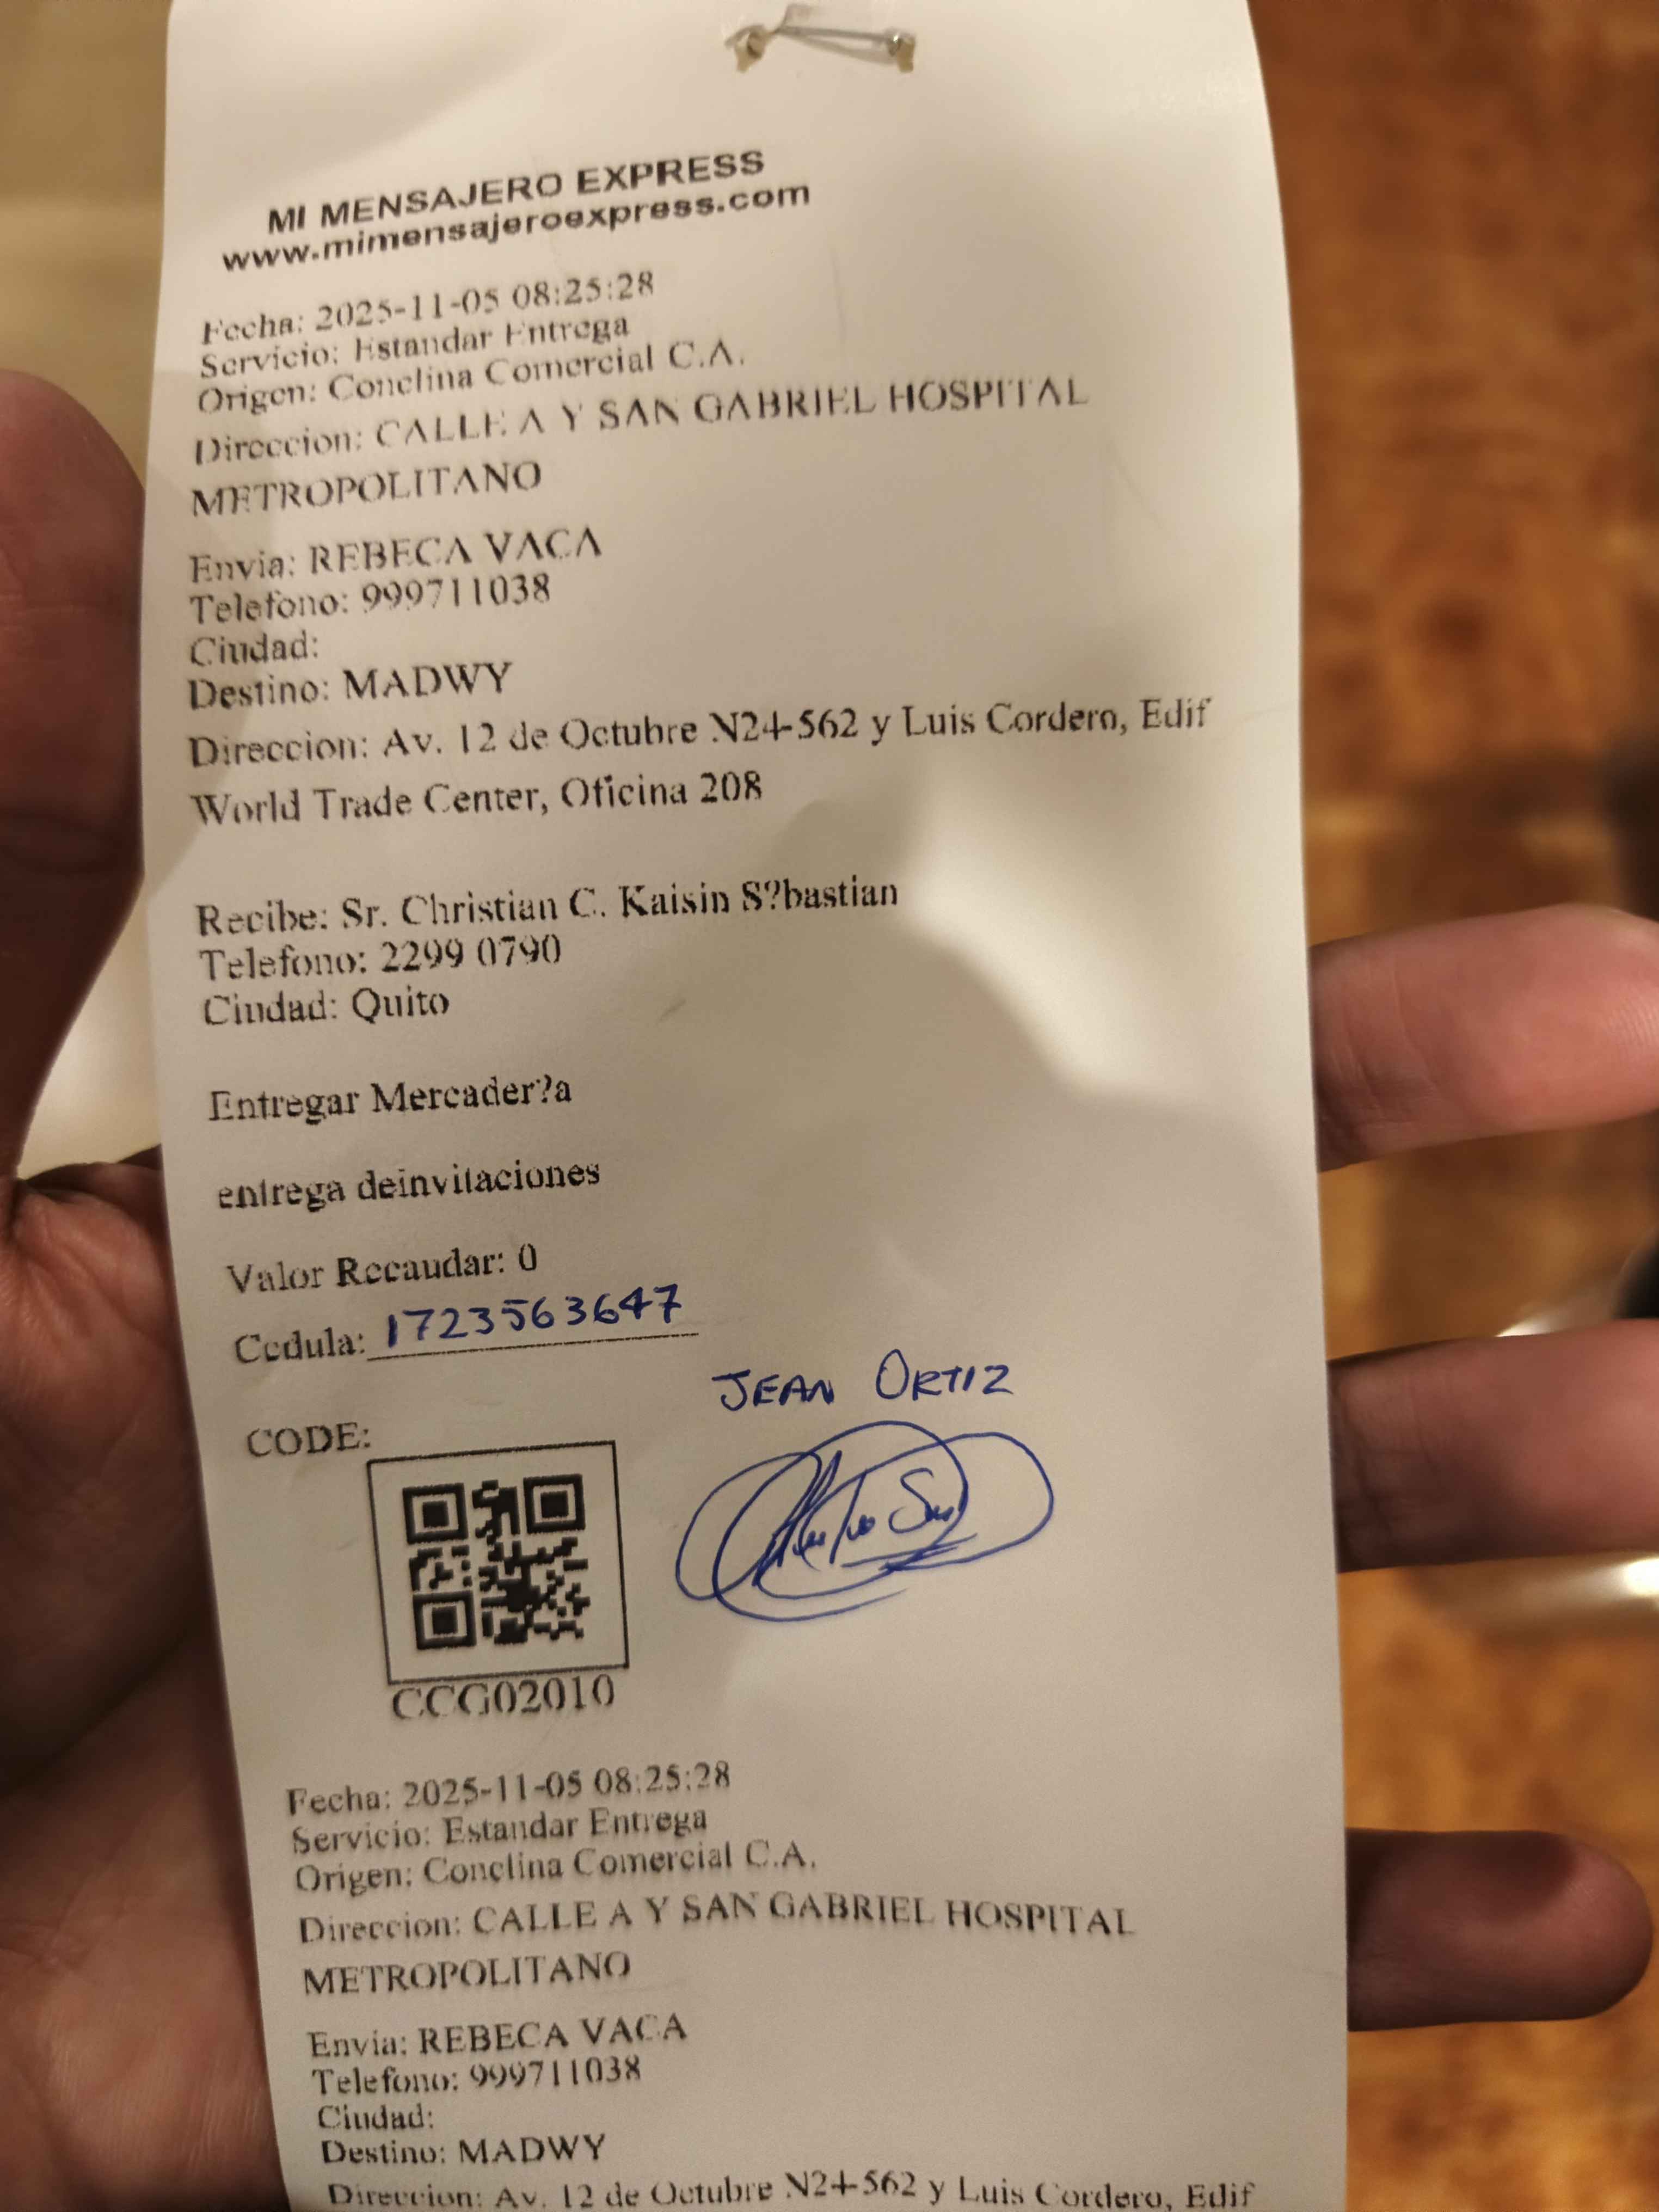 MI MENSAJERO EXPRESS
www.mimensajeroexpress.com
Fecha: 2025-11-05 08:25:28
Servicio: Estandar Entrega
Origen: Conclina Comercial C.A.
Direccion: CALLE A Y SAN GABRIEL HOSPITAL
METROPOLITANO
Envia: REBECA VACA
Telefono: 999711038
Ciudad:
Destino: MADWY
Direccion: Av. 12 de Octubre N24-562 y Luis Cordero, Edif
World Trade Center, Oficina 208
Recibe: Sr. Christian C. Kaisin S?bastian
Telefono: 2299 0790
Ciudad: Quito
Entregar Mercader?a
entrega deinvitaciones
Valor Recaudar: 0
Cedula: 1723563647
JEAN ORTIZ
CODE:
CCG02010
Fecha: 2025-11-05 08:25:28
Servicio: Estandar Entrega
Origen: Conclina Comercial C.A.
Direccion: CALLE A Y SAN GABRIEL HOSPITAL
METROPOLITANO
Envia: REBECA VACA
Telefono: 999711038
Ciudad:
Destino: MADWY
Direccion: Av. 12 de Octubre N24-562 y Luis Cordero, Edif